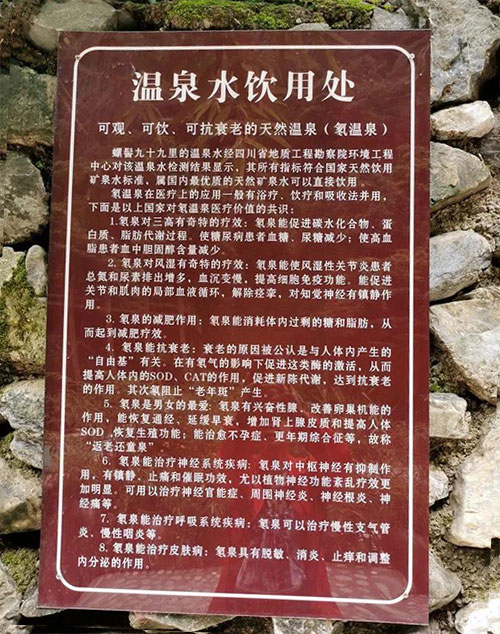 温泉水饮用处
可观、可饮、可抗衰老的天然温泉（氡温泉）
螺髻九十九里的温泉水经四川省地质工程勘察院环境工程
中心对该温泉水检测结果显示，其所有指标符合国家天然饮用
矿泉水标准，属国内最优质的天然矿泉水可以直接饮用。
氡温泉在医疗上的应用一般有浴疗、饮疗和吸收法并用，
下面是以上国家对氡温泉医疗价值的共识：
1.氡泉对三高有奇特的疗效：氡泉能促进碳水化合物、蛋
白质、脂肪代谢过程。使糖尿病患者血糖、尿糖减少；使高血
脂患者血中胆固醇含量减少。
2.氡泉对风湿有奇特的疗效：氡泉能使风湿性关节炎患者
总氮和尿素排出增多，血沉变慢，提高细胞免疫功能。能促进
关节和肌肉的局部血液循环，解除痉挛，对知觉神经有镇静作
用。
3.氡泉的减肥作用：氡泉能消耗体内过剩的糖和脂肪，从
而起到减肥疗效。
4.氡泉能抗衰老：衰老的原因被公认是与人体内产生的
“自由基”有关。在有氡气的影响下促进这类酶的激活，从而
提高人体内的SOD、CAT的作用，促进新陈代谢，达到抗衰老
的作用。其次氡阻止“老年斑”产生。
5、氡泉是男女的最爱：氡泉有兴奋性腺、改善卵巢机能的
作用，能恢复通经、延缓早衰，增加肾上腺皮质和提高人体
SOD，恢复生殖功能；能治愈不孕症、更年期综合征等，故称
“返老还童泉”
6、氡泉能治疗神经系统疾病：氡泉对中枢神经有抑制作
用，有镇静、止痛和催眠功效，尤以植物神经功能紊乱疗效更
加明显。可用以治疗神经官能症、周围神经炎、神经根炎、神
经痛等。
7、氡泉能治疗呼吸系统疾病：氡泉可以治疗慢性支气管
炎、慢性咽炎等。
8、氡泉能治疗皮肤病：氡泉具有脱敏、消炎、止痒和调整
内分泌的作用。